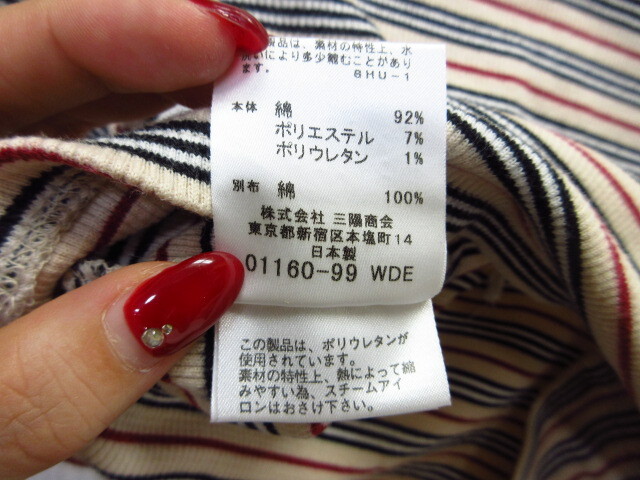 製品は、素材の特性上、水
洗いにより多少縮むことがあり
ます。 8HU-1
本体 綿 92%
ポリエステル 7%
ポリウレタン 1%
別布 綿 100%
株式会社 三陽商会
東京都新宿区本塩町14
日本製
01160-99 WDE
この製品は、ポリウレタンが
使用されています。
素材の特性上、熱によって縮
みやすい為、スチームアイ
ロンはおさけ下さい。